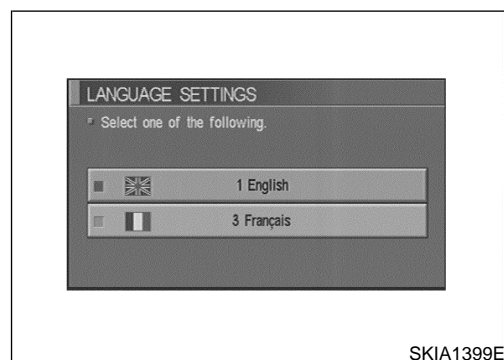 LANGUAGE SETTINGS
Select one of the following.
1 English
3 Français
SKIA1399E